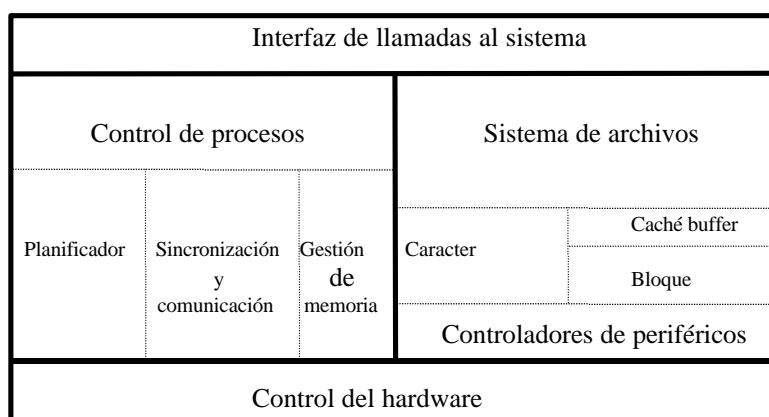 Interfaz de llamadas al sistema
Control de procesos
Sistema de archivos
Planificador
Sincronización
y
comunicación
Gestión
de
memoria
Caracter
Caché buffer
Bloque
Controladores de periféricos
Control del hardware